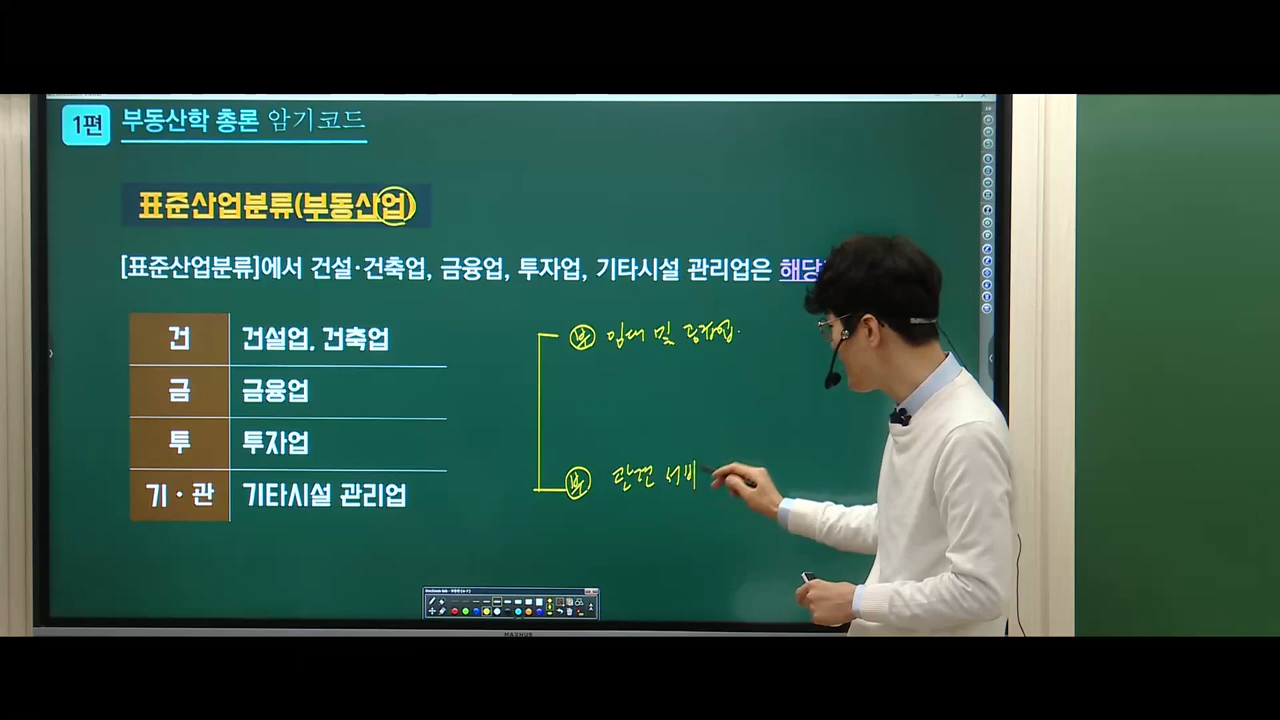 1편 부동산학 총론 암기코드
표준산업분류(부동산업)
[표준산업분류]에서 건설·건축업, 금융업, 투자업, 기타시설 관리업은 해당
건 건설업, 건축업
금 금융업
투 투자업
기·관 기타시설 관리업
부 임대 및 공급업
부 관련 서비
MAXHUB